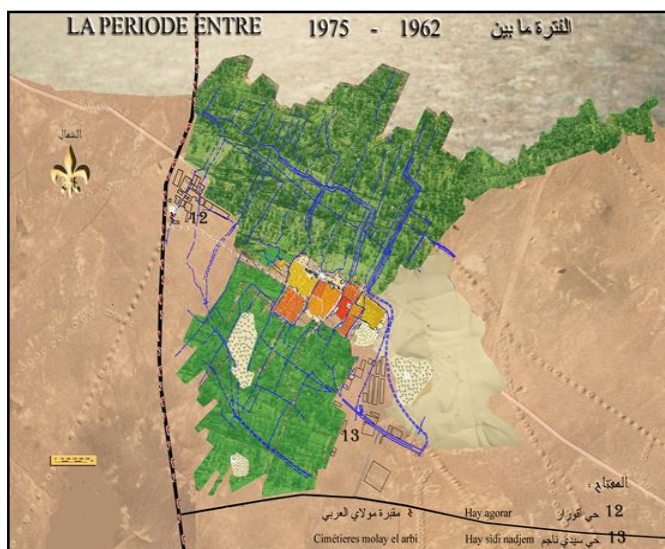 LA PERIODE ENTRE 1975 - 1962 الفترة ما بين
الشمال
12
13
المفتاح :
مقبرة مولاي العربي Hay agorar حي أقورار 12
Cimétieres molay el arbi Hay sidi nadjem حي سيدي ناجم 13